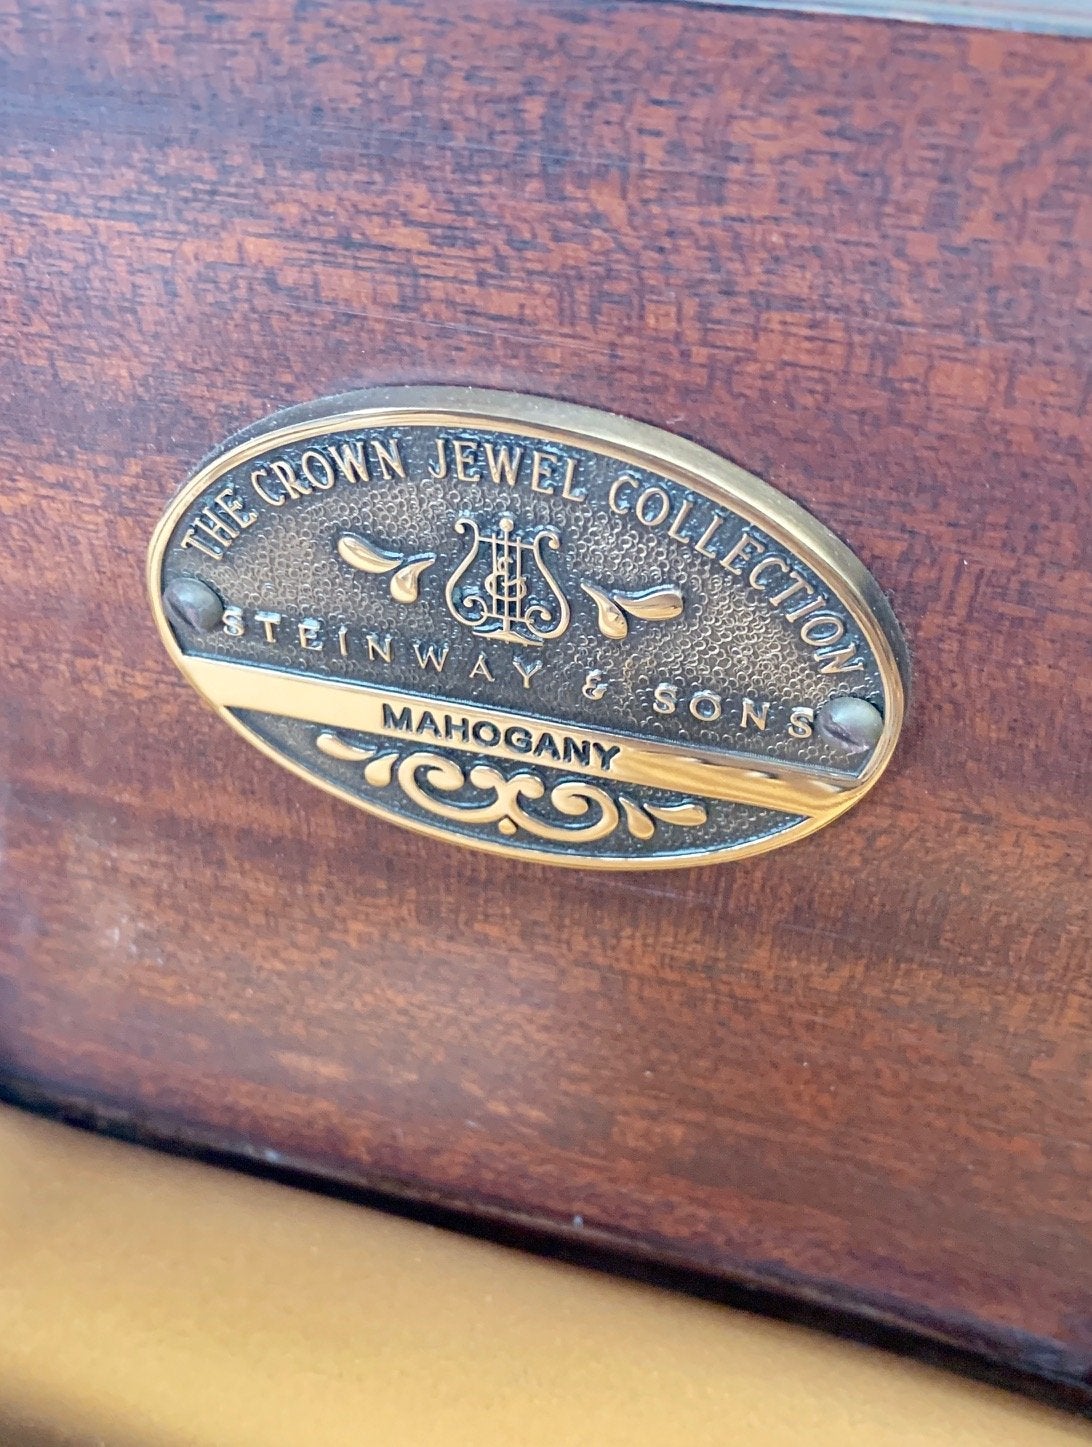 THE CROWN JEWEL COLLECTION
STEINWAY & SONS
MAHOGANY